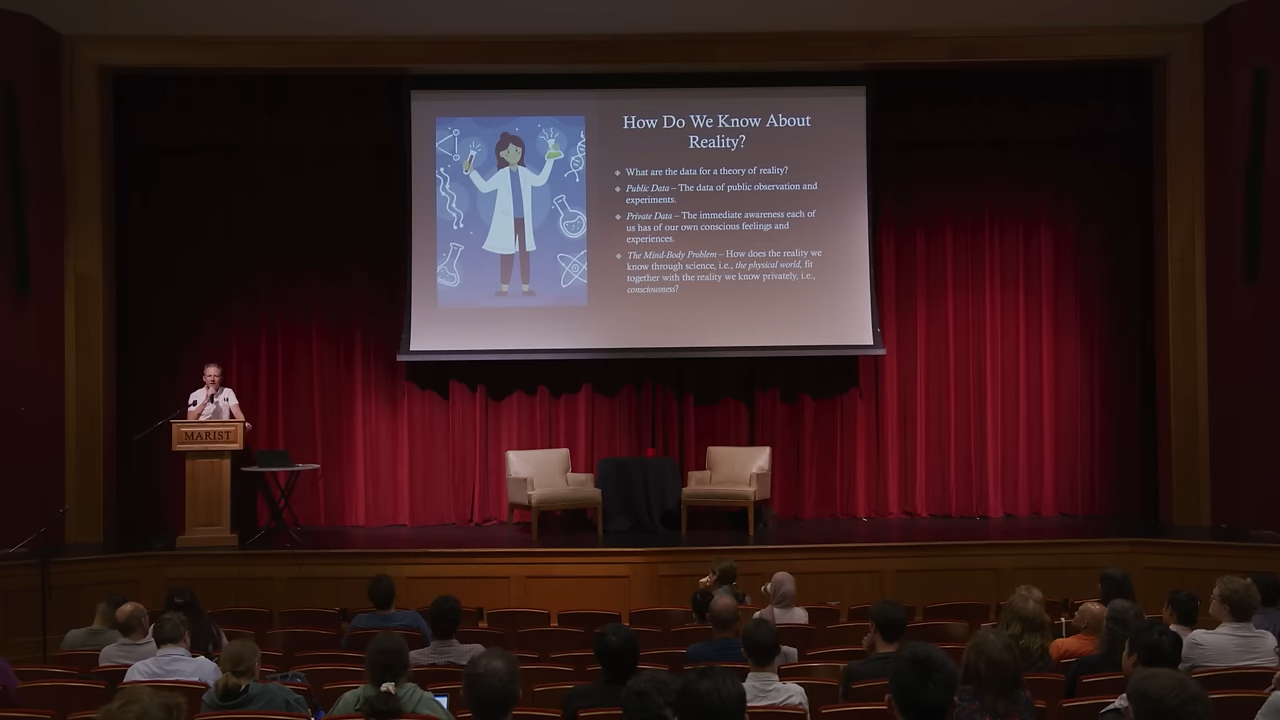 How Do We Know About
Reality?
What are the data for a theory of reality?
Public Data – The data of public observation and
experiments.
Private Data – The immediate awareness each of
us has of our own conscious feelings and
experiences.
The Mind-Body Problem – How does the reality we
know through science, i.e., the physical world, fit
together with the reality we know privately, i.e.,
consciousness?
MARIST